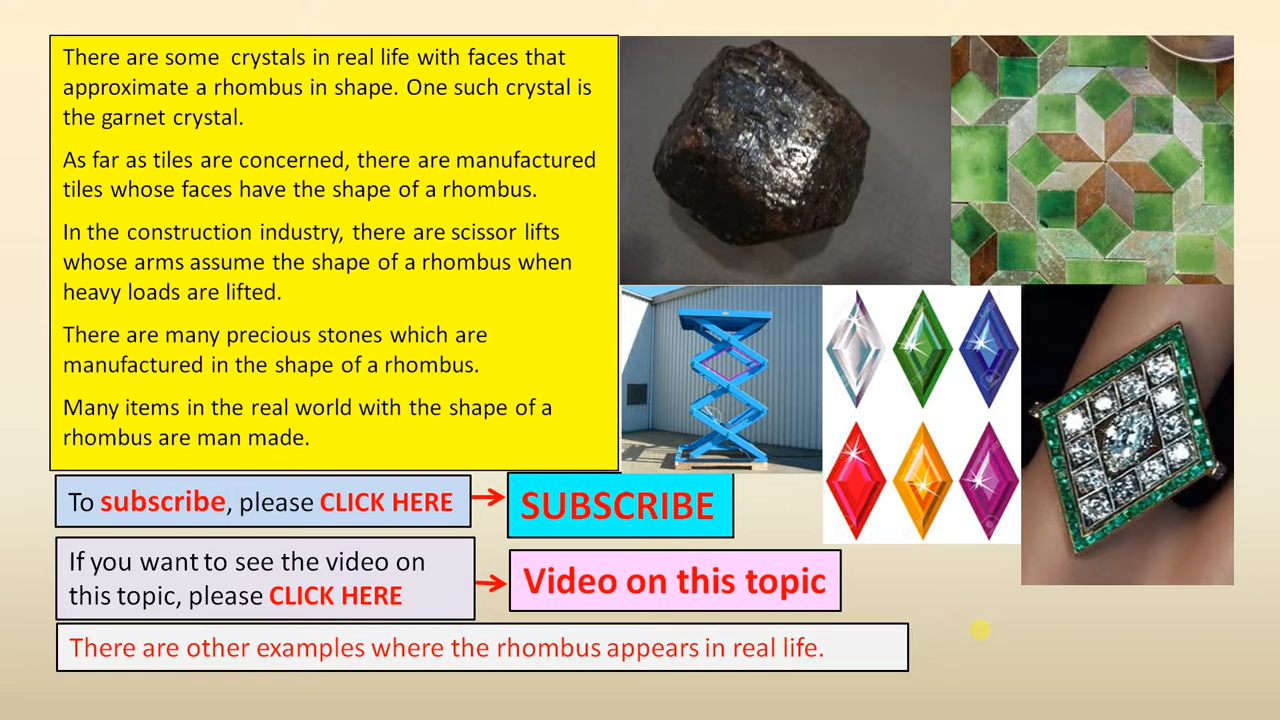 There are some crystals in real life with faces that
approximate a rhombus in shape. One such crystal is
the garnet crystal.
As far as tiles are concerned, there are manufactured
tiles whose faces have the shape of a rhombus.
In the construction industry, there are scissor lifts
whose arms assume the shape of a rhombus when
heavy loads are lifted.
There are many precious stones which are
manufactured in the shape of a rhombus.
Many items in the real world with the shape of a
rhombus are man made.
To subscribe, please CLICK HERE
SUBSCRIBE
If you want to see the video on
this topic, please CLICK HERE
Video on this topic
There are other examples where the rhombus appears in real life.